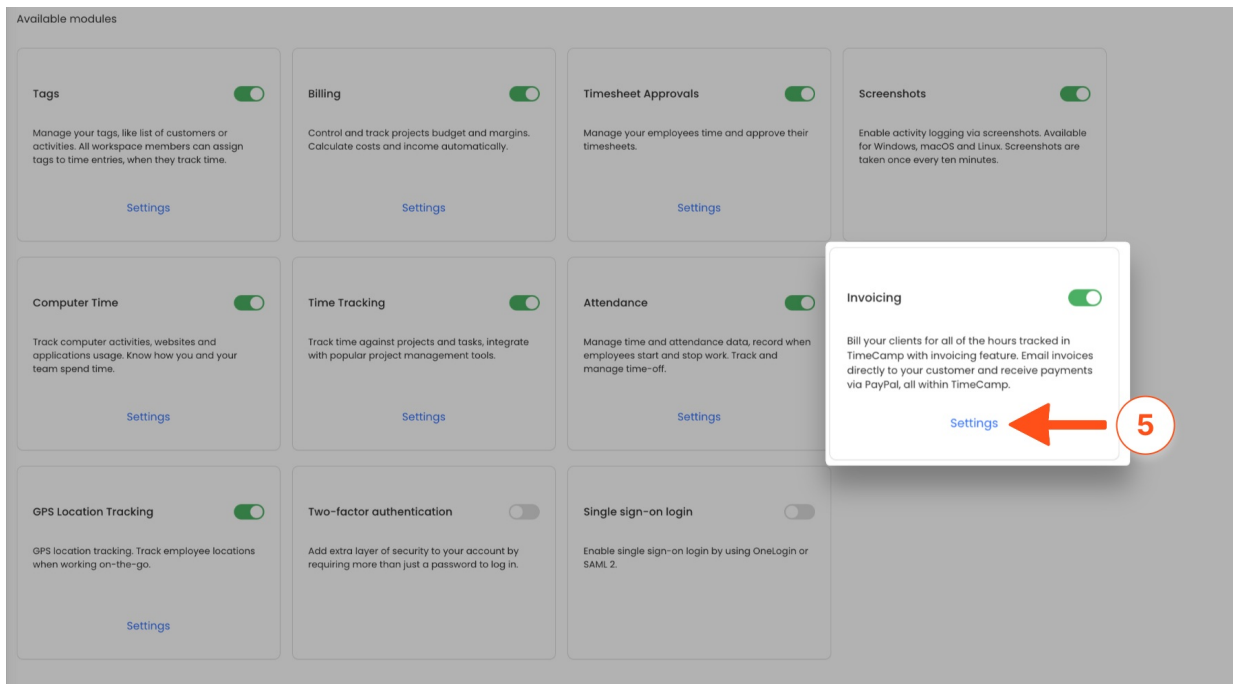 Available modules
Tags
Manage your tags, like list of customers or
activities. All workspace members can assign
tags to time entries, when they track time.
Settings
Billing
Control and track projects budget and margins.
Calculate costs and income automatically.
Settings
Timesheet Approvals
Manage your employees time and approve their
timesheets.
Settings
Screenshots
Enable activity logging via screenshots. Available
for Windows, macOS and Linux. Screenshots are
taken once every ten minutes.
Computer Time
Track computer activities, websites and
applications usage. Know how you and your
team spend time.
Settings
Time Tracking
Track time against projects and tasks, integrate
with popular project management tools.
Settings
Attendance
Manage time and attendance data, record when
employees start and stop work. Track and
manage time-off.
Settings
Invoicing
Bill your clients for all of the hours tracked in
TimeCamp with invoicing feature. Email invoices
directly to your customer and receive payments
via PayPal, all within TimeCamp.
Settings
5
GPS Location Tracking
GPS location tracking. Track employee locations
when working on-the-go.
Settings
Two-factor authentication
Add extra layer of security to your account by
requiring more than just a password to log in.
Single sign-on login
Enable single sign-on login by using OneLogin or
SAML 2.